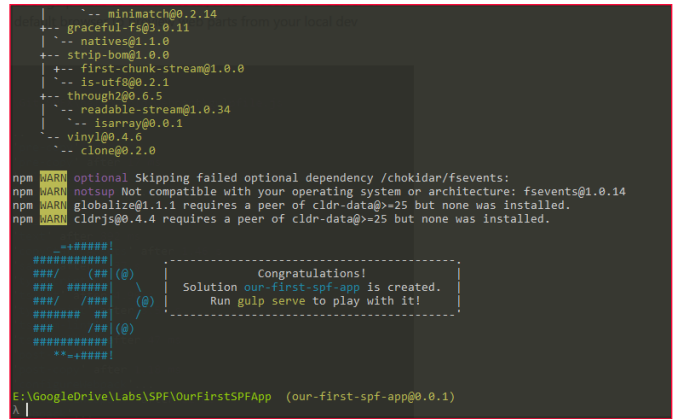 `-- minimatch@0.2.14
+-- graceful-fs@3.0.11
| `-- natives@1.1.0
+-- strip-bom@1.0.0
| +-- first-chunk-stream@1.0.0
| `-- is-utf8@0.2.1
+-- through2@0.6.5
| `-- readable-stream@1.0.34
|   `-- isarray@0.0.1
`-- vinyl@0.4.6
  `-- clone@0.2.0
npm WARN optional Skipping failed optional dependency /chokidar/fsevents:
npm WARN notsup Not compatible with your operating system or architecture: fsevents@1.0.14
npm WARN globalize@1.1.1 requires a peer of cldr-data@>=25 but none was installed.
npm WARN cldrjs@0.4.4 requires a peer of cldr-data@>=25 but none was installed.
Congratulations!
Solution our-first-spf-app is created.
Run gulp serve to play with it!
E:\GoogleDrive\Labs\SPF\OurFirstSPFApp (our-first-spf-app@0.0.1)
λ